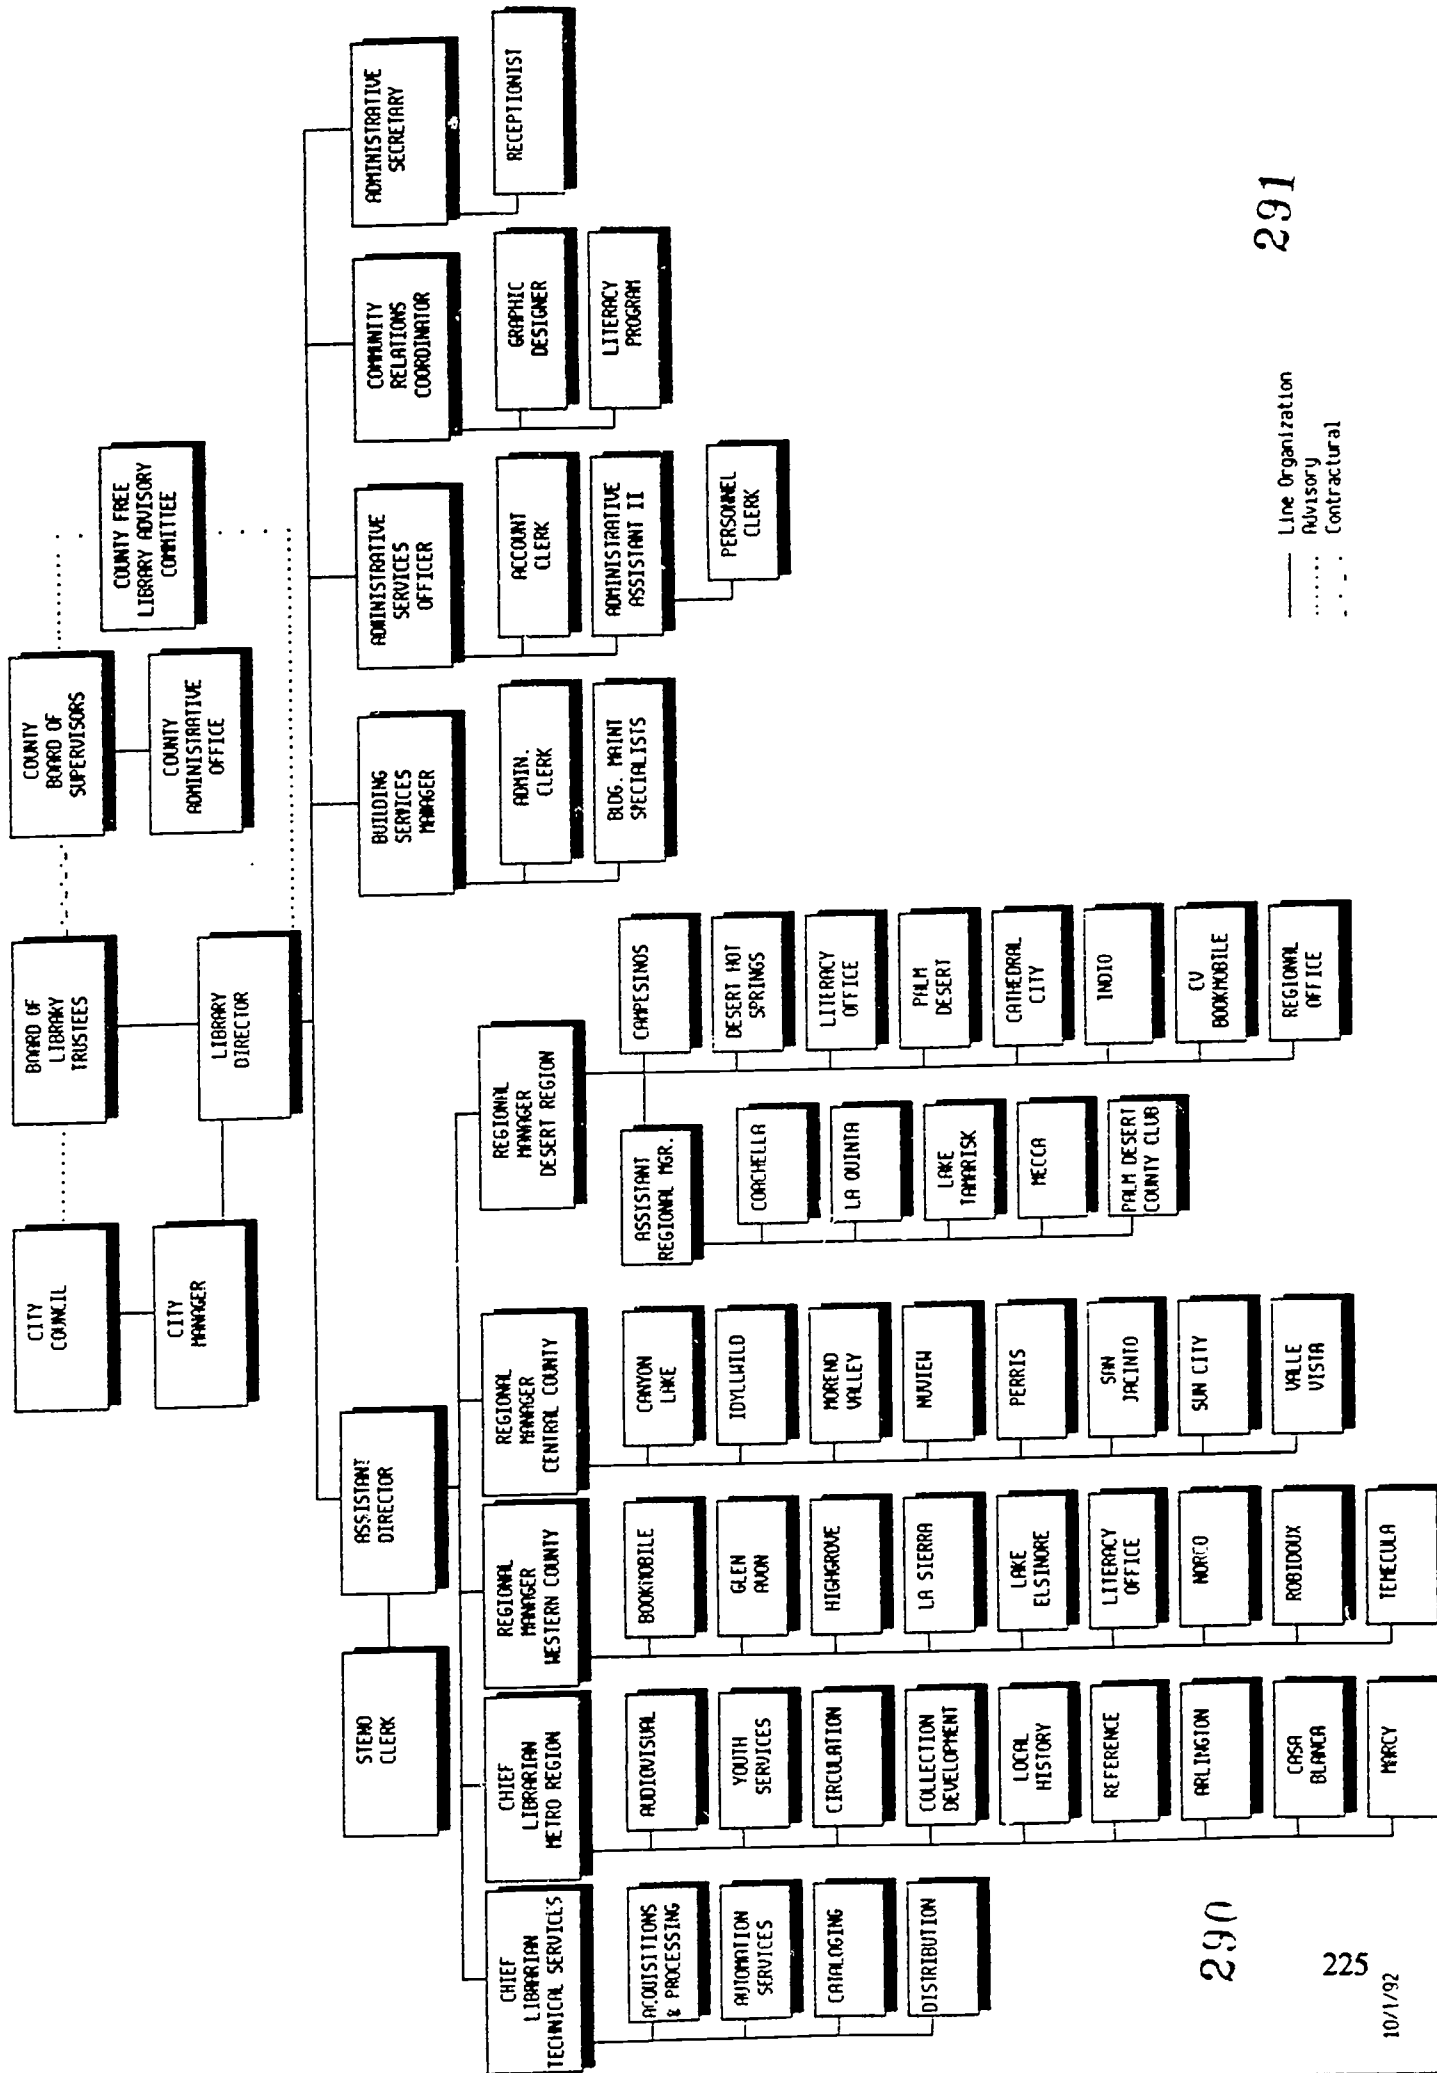 CITY
COUNCIL
BOARD OF
LIBRARY
TRUSTEES
COUNTY
BOARD OF
SUPERVISORS
COUNTY FREE
LIBRARY ADVISORY
COMMITTEE
CITY
MANAGER
LIBRARY
DIRECTOR
COUNTY
ADMINISTRATIVE
OFFICE
STENO
CLERK
ASSISTANT
DIRECTOR
BUILDING
SERVICES
MANAGER
ADMINISTRATIVE
SERVICES
OFFICER
COMMUNITY
RELATIONS
COORDINATOR
ADMINISTRATIVE
SECRETARY
ADMIN.
CLERK
BLDG. MAINT
SPECIALISTS
ACCOUNT
CLERK
ADMINISTRATIVE
ASSISTANT II
PERSONNEL
CLERK
GRAPHIC
DESIGNER
LITERACY
PROGRAM
RECEPTIONIST
CHIEF
LIBRARIAN
TECHNICAL SERVICES
ACQUISITIONS
& PROCESSING
AUTOMATION
SERVICES
CATALOGING
DISTRIBUTION
CHIEF
LIBRARIAN
METRO REGION
AUDIOVISUAL
YOUTH
SERVICES
CIRCULATION
COLLECTION
DEVELOPMENT
LOCAL
HISTORY
REFERENCE
ARLINGTON
CASA
BLANCA
MARCY
REGIONAL
MANAGER
WESTERN COUNTY
BOOKMOBILE
GLEN
AVON
HIGHGROVE
LA SIERRA
LAKE
ELSINORE
LITERACY
OFFICE
NORCO
ROBIDOUX
TEMECULA
REGIONAL
MANAGER
CENTRAL COUNTY
CANYON
LAKE
IDYLLWILD
MORENO
VALLEY
NUVIEW
PERRIS
SAN
JACINTO
SUN CITY
VALLE
VISTA
REGIONAL
MANAGER
DESERT REGION
ASSISTANT
REGIONAL MGR.
COACHELLA
LA QUINTA
LAKE
TAMARISK
MECCA
PALM DESERT
COUNTY CLUB
CAMPESINOS
DESERT HOT
SPRINGS
LITERACY
OFFICE
PALM
DESERT
CATHEDRAL
CITY
INDIO
CV
BOOKMOBILE
REGIONAL
OFFICE
Line Organization
Advisory
Contractural
290
291
225
10/1/92